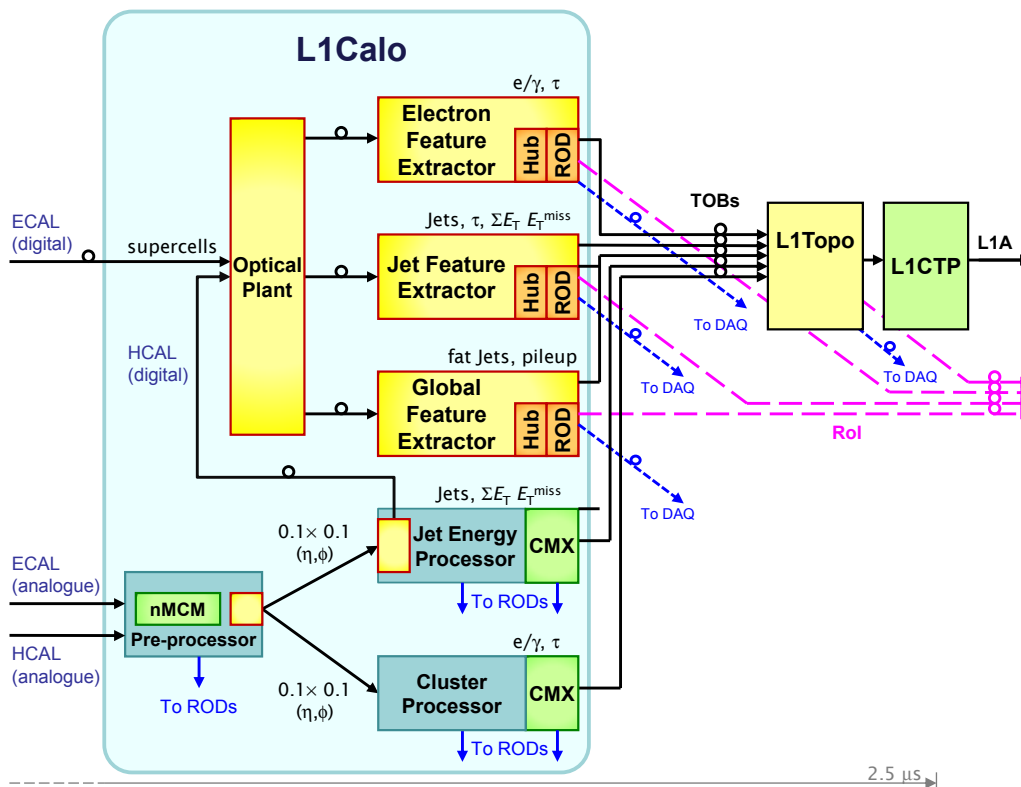 L1Calo
e/γ, τ
Electron
Feature
Extractor
Hub
ROD
ECAL
(digital)
supercells
Optical
Plant
Jets, τ, ΣE_T E_T^miss
Jet Feature
Extractor
Hub
ROD
TOBs
L1Topo
L1CTP
L1A
To DAQ
HCAL
(digital)
fat Jets, pileup
Global
Feature
Extractor
Hub
ROD
To DAQ
To DAQ
RoI
To DAQ
Jets, ΣE_T E_T^miss
0.1× 0.1
(η,ϕ)
Jet Energy
Processor
CMX
To RODs
ECAL
(analogue)
nMCM
Pre-processor
HCAL
(analogue)
To RODs
e/γ, τ
0.1× 0.1
(η,ϕ)
Cluster
Processor
CMX
To RODs
2.5 μs